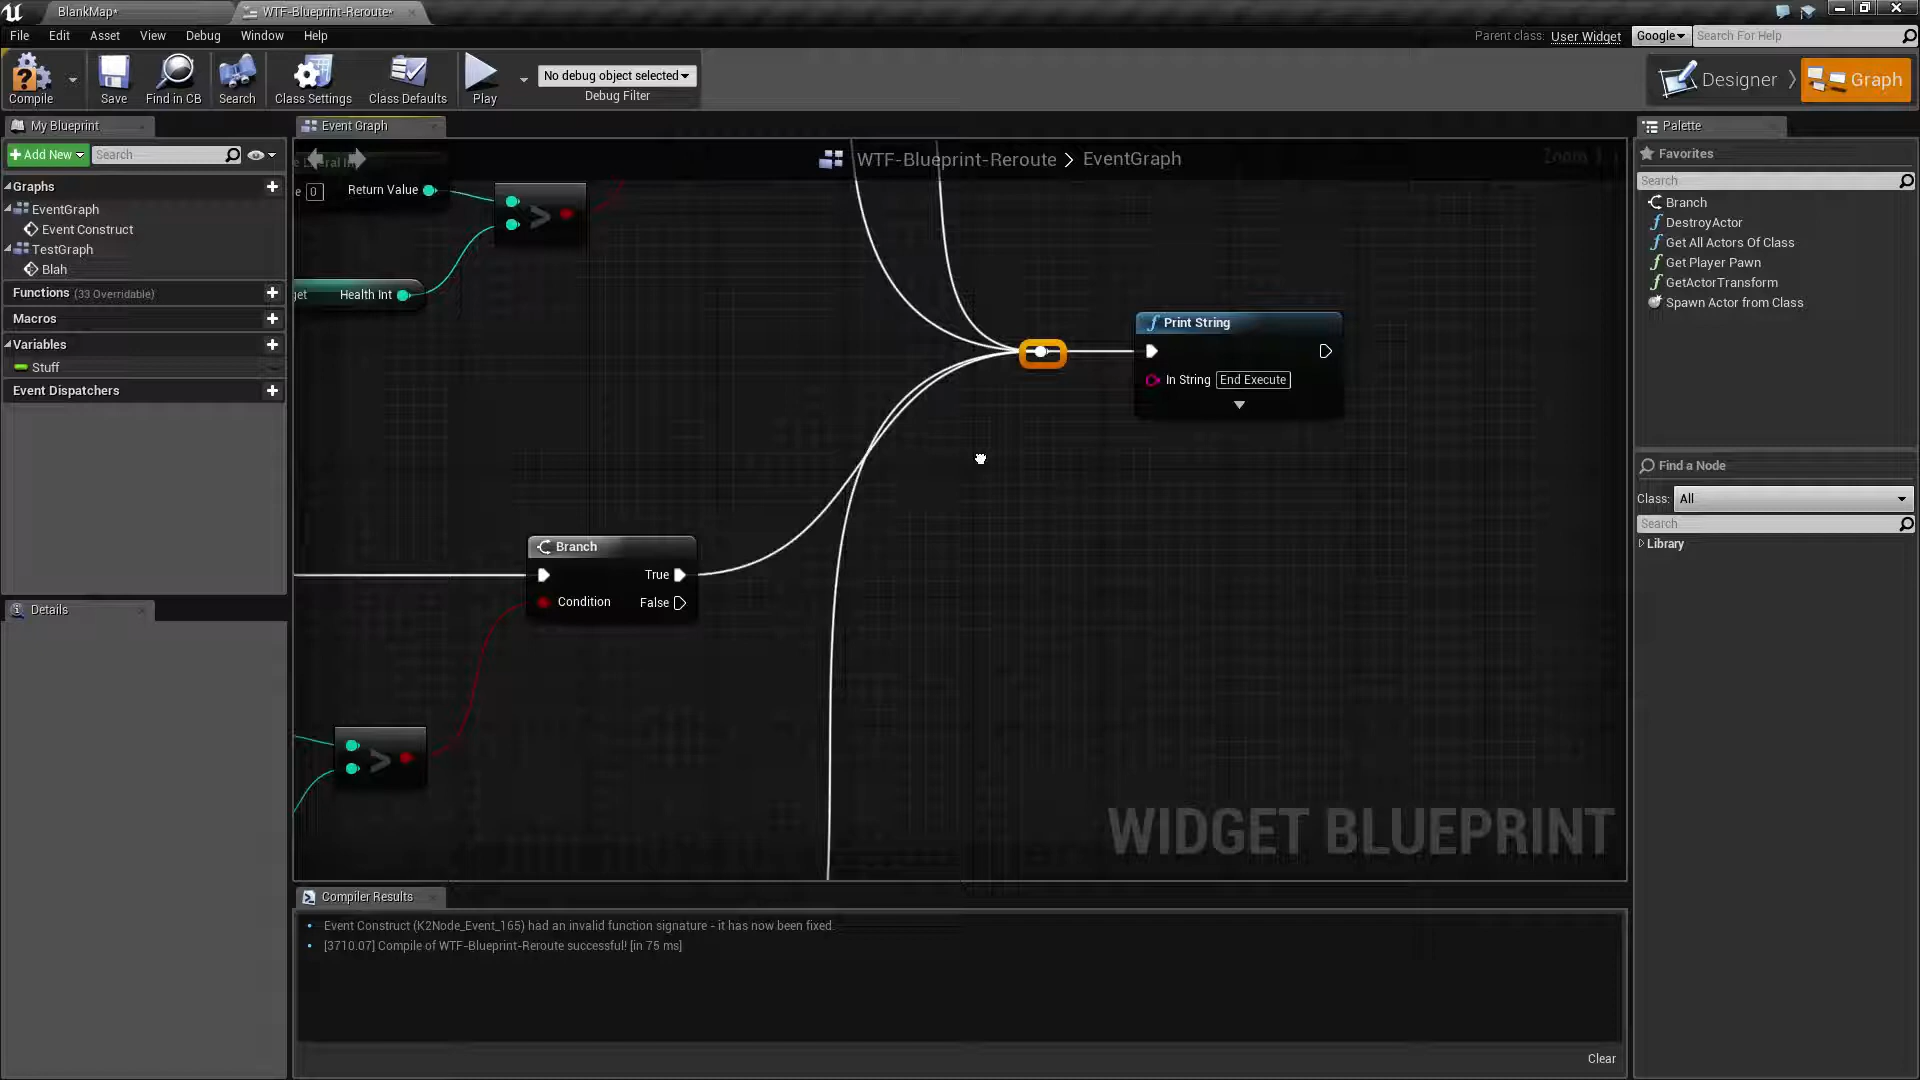 BlankMap*
WTF-Blueprint-Reroute*
File Edit Asset View Debug Window Help
Parent class: User Widget Google Search For Help
Compile Save Find in CB Search Class Settings Class Defaults Play
No debug object selected
Debug Filter
Designer Graph
My Blueprint
Add New Search
Graphs
EventGraph
Event Construct
TestGraph
Blah
Functions (33 Overridable)
Macros
Variables
Stuff
Event Dispatchers
Details
Event Graph
WTF-Blueprint-Reroute > EventGraph
Zoom
e 0 Return Value
>
Health Int
Print String
In String End Execute
Branch
True
Condition False
>
WIDGET BLUEPRINT
Compiler Results
Event Construct (K2Node_Event_165) had an invalid function signature - it has now been fixed.
[3710.07] Compile of WTF-Blueprint-Reroute successful! [in 75 ms]
Clear
Palette
Favorites
Search
Branch
DestroyActor
Get All Actors Of Class
Get Player Pawn
GetActorTransform
Spawn Actor from Class
Find a Node
Class: All
Search
Library